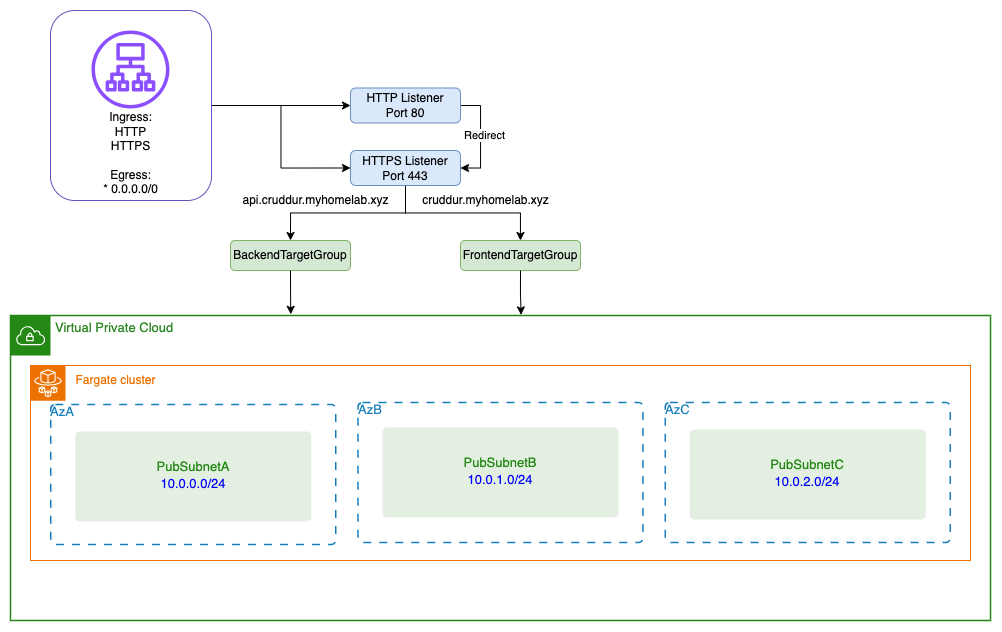 Ingress:
HTTP
HTTPS
Egress:
* 0.0.0.0/0
HTTP Listener
Port 80
Redirect
HTTPS Listener
Port 443
api.cruddur.myhomelab.xyz
cruddur.myhomelab.xyz
BackendTargetGroup
FrontendTargetGroup
Virtual Private Cloud
Fargate cluster
AzA
PubSubnetA
10.0.0.0/24
AzB
PubSubnetB
10.0.1.0/24
AzC
PubSubnetC
10.0.2.0/24